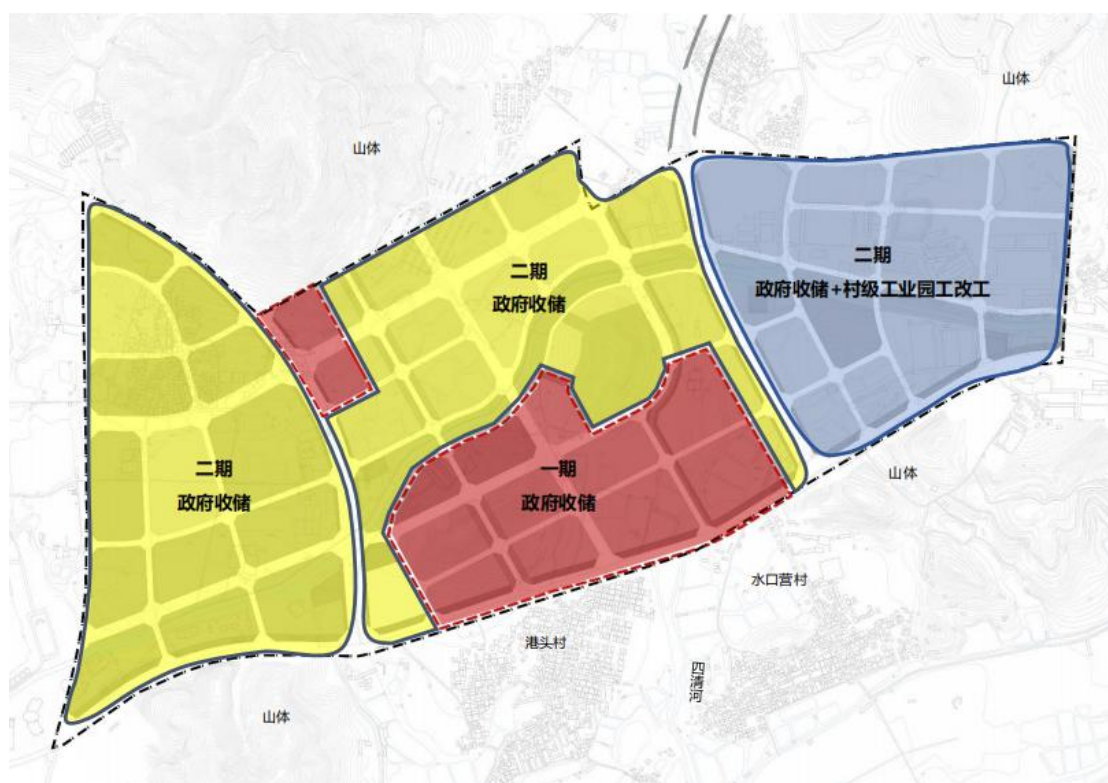 山体
山体
二期
政府收储
二期
政府收储+村级工业园工改工
二期
政府收储
一期
政府收储
山体
水口营村
港头村
四清河
山体